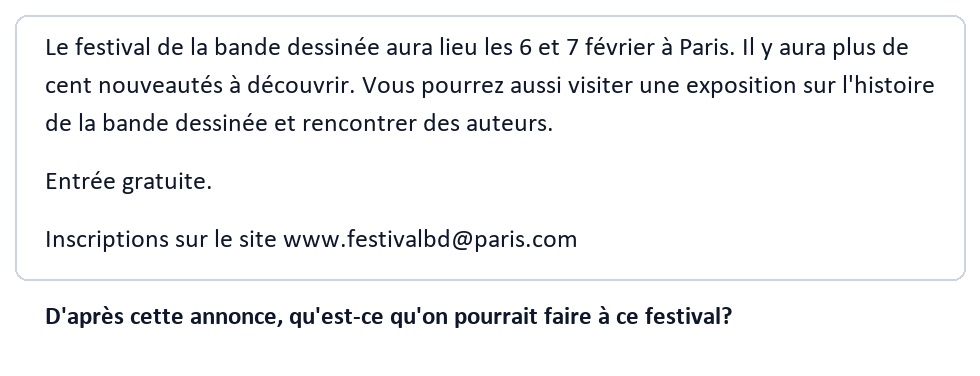 Le festival de la bande dessinée aura lieu les 6 et 7 février à Paris. Il y aura plus de
cent nouveautés à découvrir. Vous pourrez aussi visiter une exposition sur l'histoire
de la bande dessinée et rencontrer des auteurs.
Entrée gratuite.
Inscriptions sur le site www.festivalbd@paris.com
D'après cette annonce, qu'est-ce qu'on pourrait faire à ce festival?